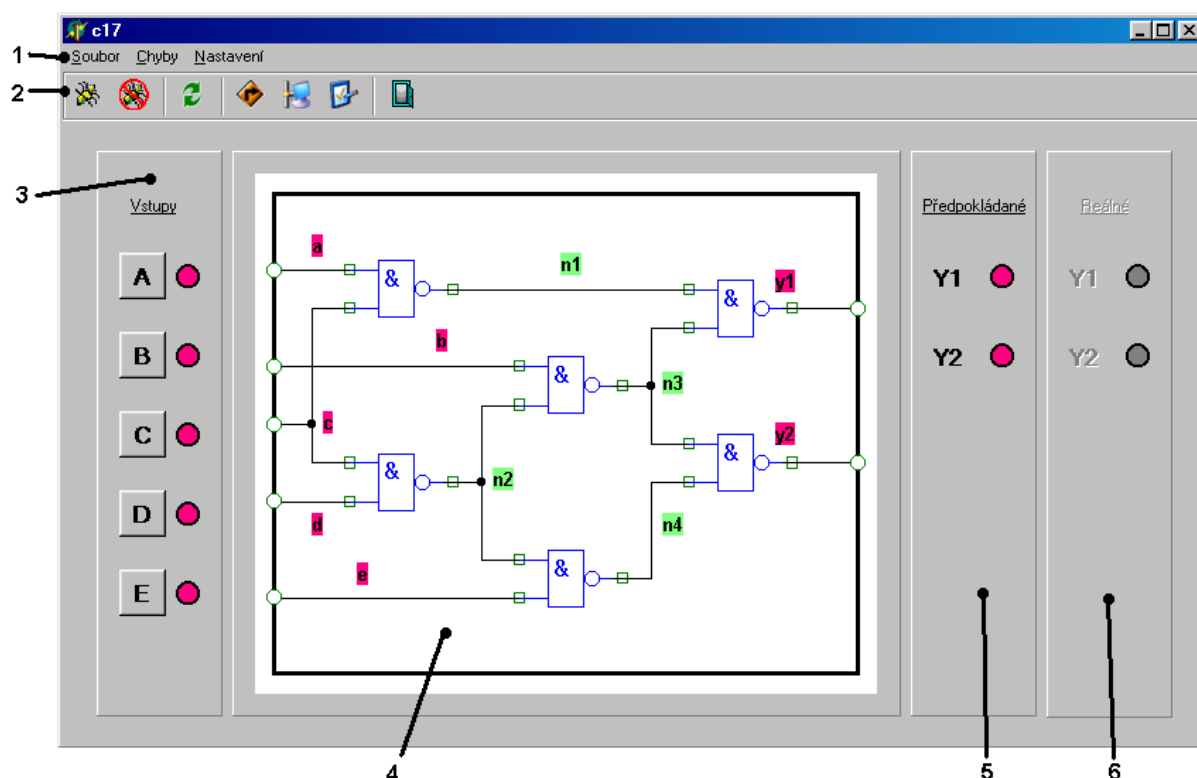 c17
1
Soubor Chyby Nastavení
2
3
Vstupy
A
B
C
D
E
a
&
n1
&
y1
b
&
n3
c
&
n2
&
y2
d
n4
e
&
4
Předpokládané
Y1
Y2
5
Reálné
Y1
Y2
6